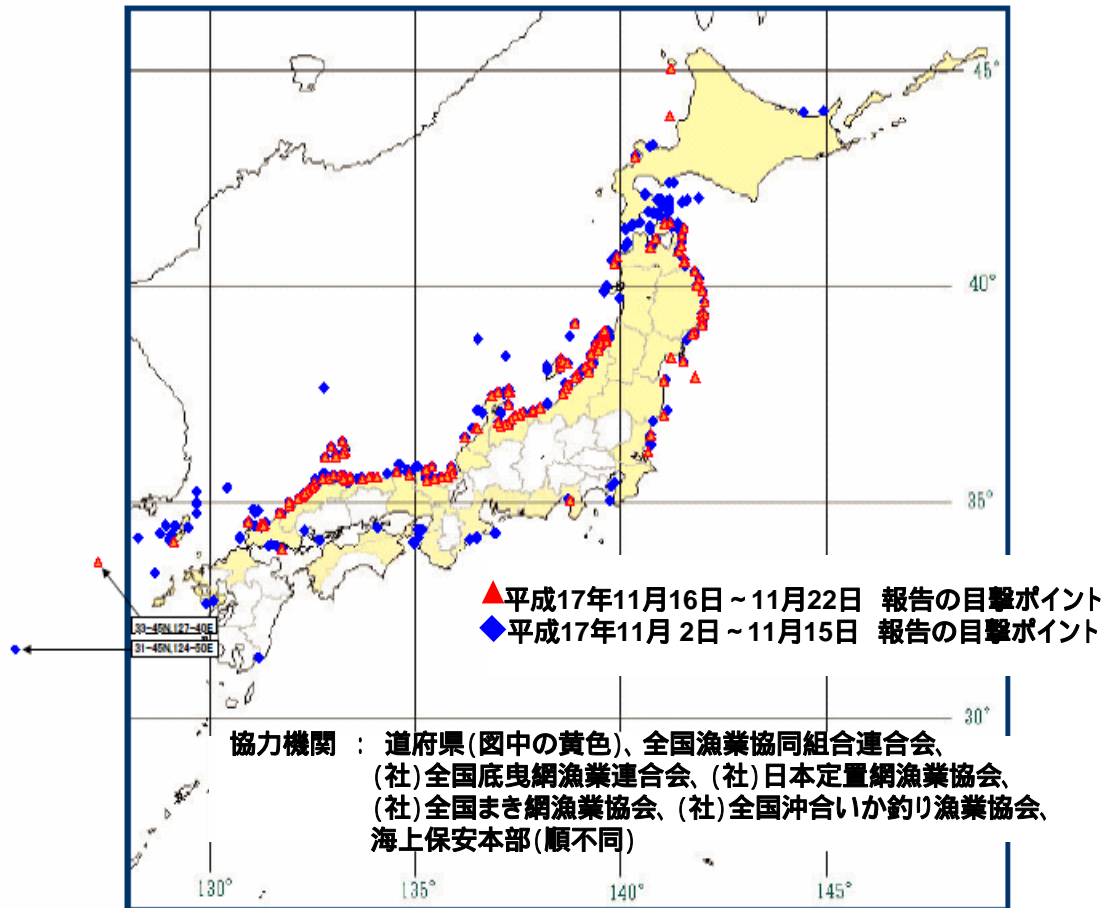 45°
40°
35°
▲平成17年11月16日～11月22日 報告の目撃ポイント
◆平成17年11月 2日～11月15日 報告の目撃ポイント
33-45N,127-40E
31-45N,124-50E
30°
協力機関 ： 道府県(図中の黄色)、全国漁業協同組合連合会、
(社)全国底曳網漁業連合会、(社)日本定置網漁業協会、
(社)全国まき網漁業協会、(社)全国沖合いか釣り漁業協会、
海上保安本部(順不同)
130° 135° 140° 145°